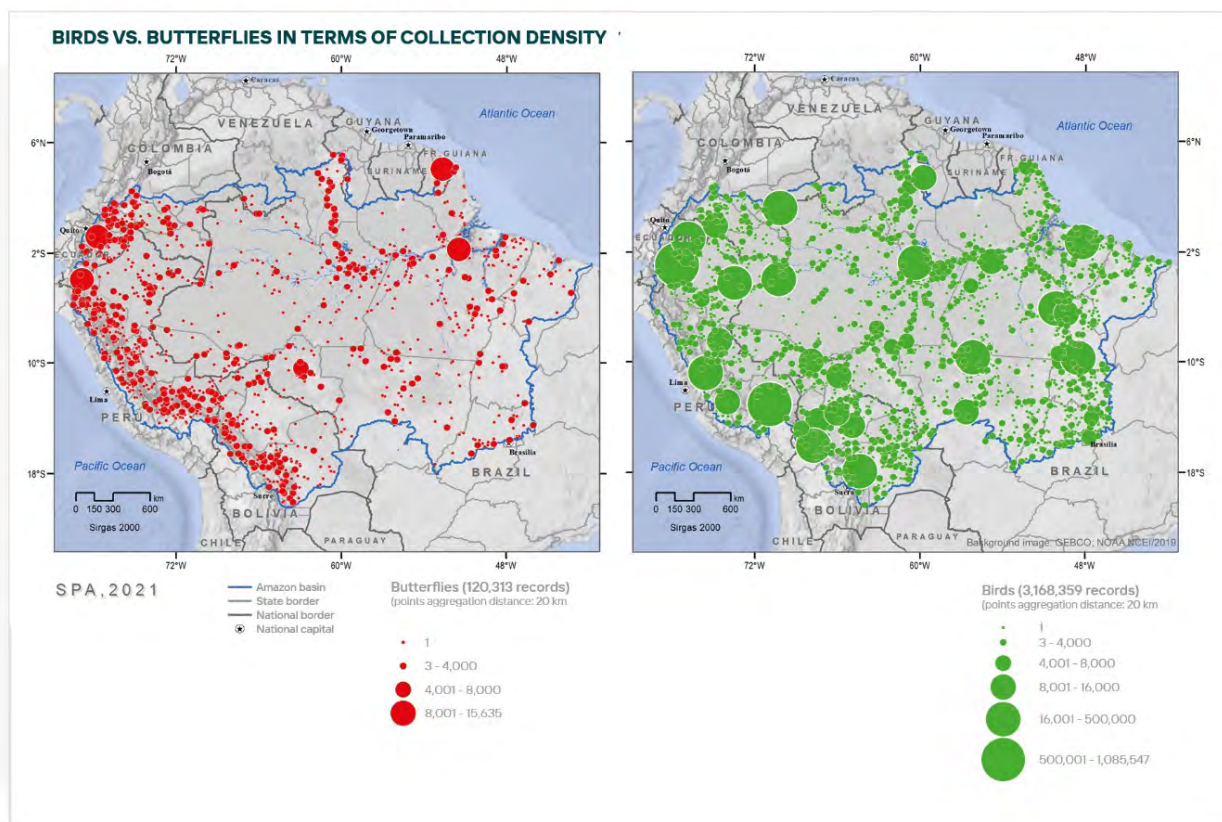 BIRDS VS. BUTTERFLIES IN TERMS OF COLLECTION DENSITY
72°W 60°W 48°W
Caracas
Atlantic Ocean
VENEZUELA
GUYANA
Georgetown
Paramaribo
6°N
COLOMBIA
FR.GUIANA
Bogotá
SURINAME
Quito
2°S
ECUADOR
10°S
Lima
PERU
Brasilia
Pacific Ocean
BRAZIL
18°S
Sucre
0 150 300 600 km
BOLIVIA
Sirgas 2000
CHILE
PARAGUAY
72°W 60°W 48°W
72°W 60°W 48°W
Caracas
Atlantic Ocean
VENEZUELA
GUYANA
Georgetown
Paramaribo
6°N
COLOMBIA
FR.GUIANA
Bogotá
SURINAME
Quito
2°S
ECUADOR
10°S
Lima
PERU
Brasilia
Pacific Ocean
BRAZIL
18°S
Sucre
0 150 300 600 km
BOLIVIA
Sirgas 2000
CHILE
PARAGUAY
Background image: GEBCO; NOAA NCEI/2019
72°W 60°W 48°W
SPA, 2021
Amazon basin
State border
National border
National capital
Butterflies (120,313 records)
(points aggregation distance: 20 km
1
3 - 4,000
4,001 - 8,000
8,001 - 15,635
Birds (3,168,359 records)
(points aggregation distance: 20 km
1
3 - 4,000
4,001 - 8,000
8,001 - 16,000
16,001 - 500,000
500,001 - 1,085,547